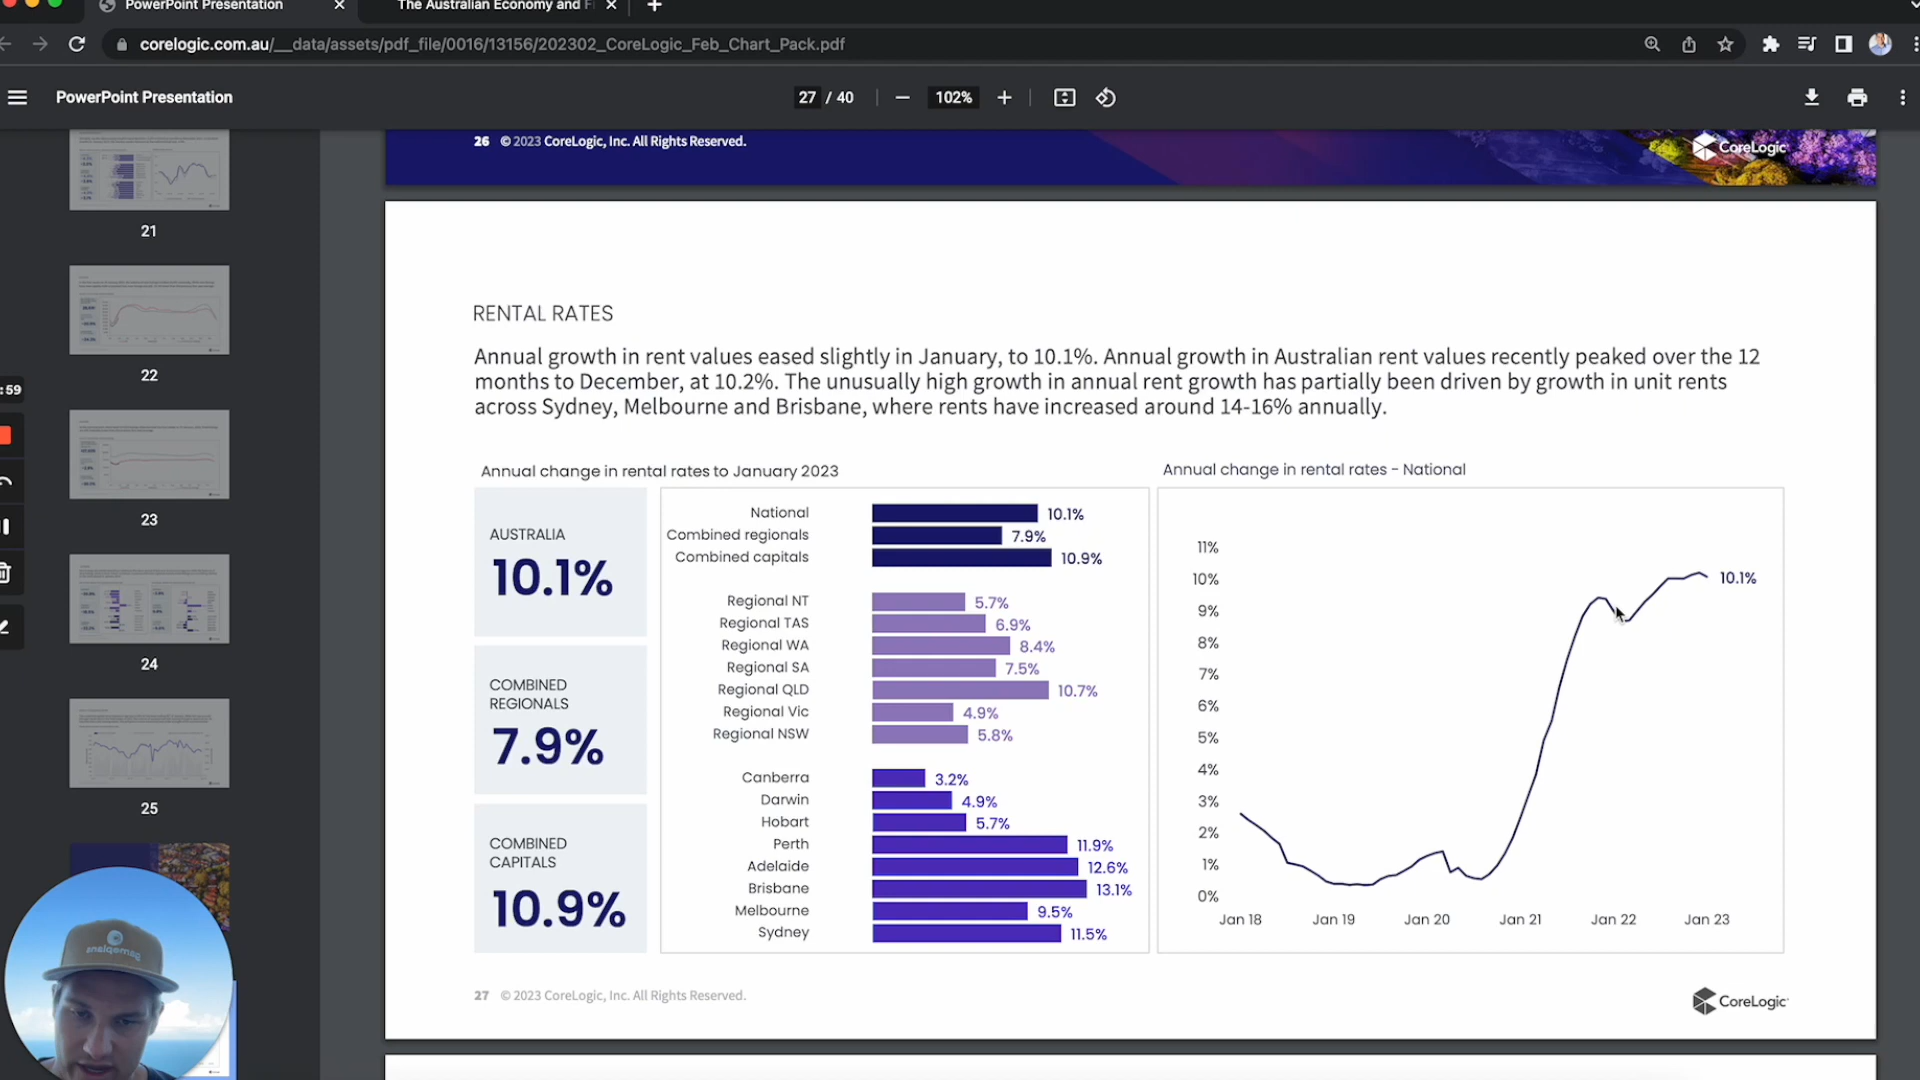 PowerPoint Presentation
The Australian Economy and F
corelogic.com.au/__data/assets/pdf_file/0016/13156/202302_CoreLogic_Feb_Chart_Pack.pdf
PowerPoint Presentation
27 / 40
102%
21
22
23
24
25
:59
26 © 2023 CoreLogic, Inc. All Rights Reserved.
CoreLogic
RENTAL RATES
Annual growth in rent values eased slightly in January, to 10.1%. Annual growth in Australian rent values recently peaked over the 12
months to December, at 10.2%. The unusually high growth in annual rent growth has partially been driven by growth in unit rents
across Sydney, Melbourne and Brisbane, where rents have increased around 14-16% annually.
Annual change in rental rates to January 2023
AUSTRALIA
10.1%
COMBINED
REGIONALS
7.9%
COMBINED
CAPITALS
10.9%
National 10.1%
Combined regionals 7.9%
Combined capitals 10.9%
Regional NT 5.7%
Regional TAS 6.9%
Regional WA 8.4%
Regional SA 7.5%
Regional QLD 10.7%
Regional Vic 4.9%
Regional NSW 5.8%
Canberra 3.2%
Darwin 4.9%
Hobart 5.7%
Perth 11.9%
Adelaide 12.6%
Brisbane 13.1%
Melbourne 9.5%
Sydney 11.5%
Annual change in rental rates - National
11%
10%
9%
8%
7%
6%
5%
4%
3%
2%
1%
0%
10.1%
Jan 18 Jan 19 Jan 20 Jan 21 Jan 22 Jan 23
27 © 2023 CoreLogic, Inc. All Rights Reserved.
CoreLogic